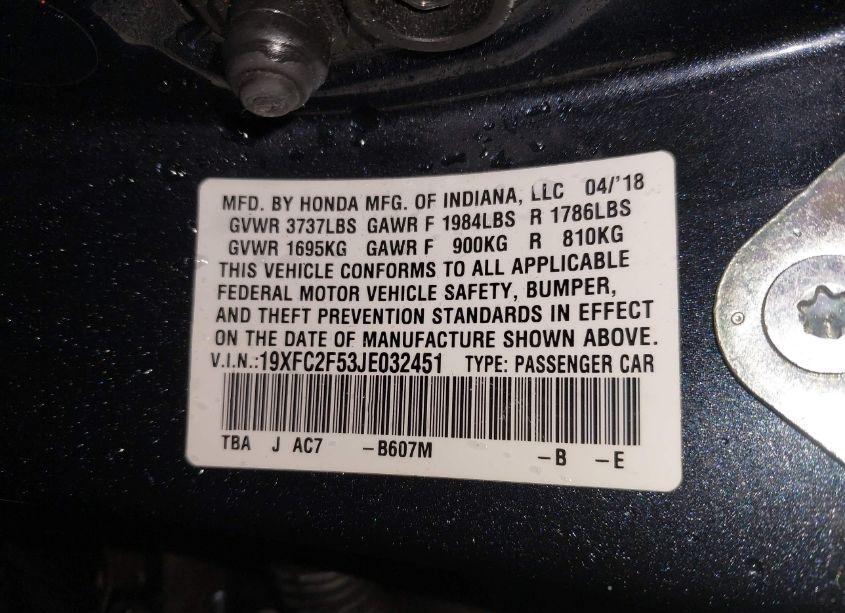 MFD. BY HONDA MFG. OF INDIANA, LLC 04/'18
GVWR 3737LBS GAWR F 1984LBS R 1786LBS
GVWR 1695KG GAWR F 900KG R 810KG
THIS VEHICLE CONFORMS TO ALL APPLICABLE
FEDERAL MOTOR VEHICLE SAFETY, BUMPER,
AND THEFT PREVENTION STANDARDS IN EFFECT
ON THE DATE OF MANUFACTURE SHOWN ABOVE.
V.I.N.:19XFC2F53JE032451 TYPE: PASSENGER CAR
TBA J AC7 –B607M –B –E